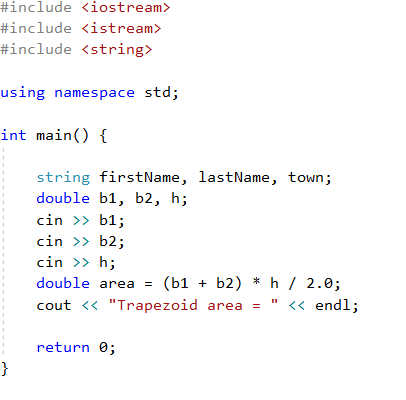 #include <iostream>
#include <istream>
#include <string>
using namespace std;
int main() {
string firstName, lastName, town;
double b1, b2, h;
cin >> b1;
cin >> b2;
cin >> h;
double area = (b1 + b2) * h / 2.0;
cout << "Trapezoid area = " << endl;
return 0;
}